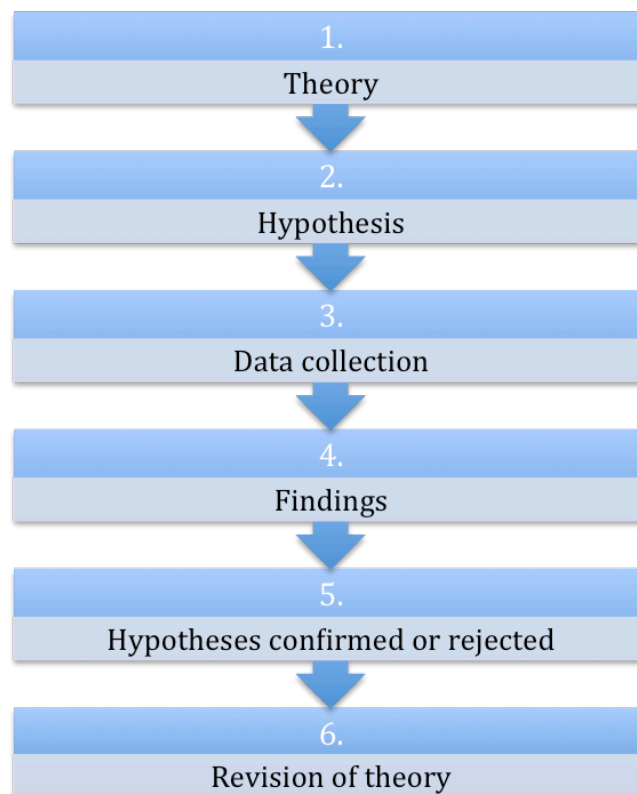 1.
Theory
2.
Hypothesis
3.
Data collection
4.
Findings
5.
Hypotheses confirmed or rejected
6.
Revision of theory